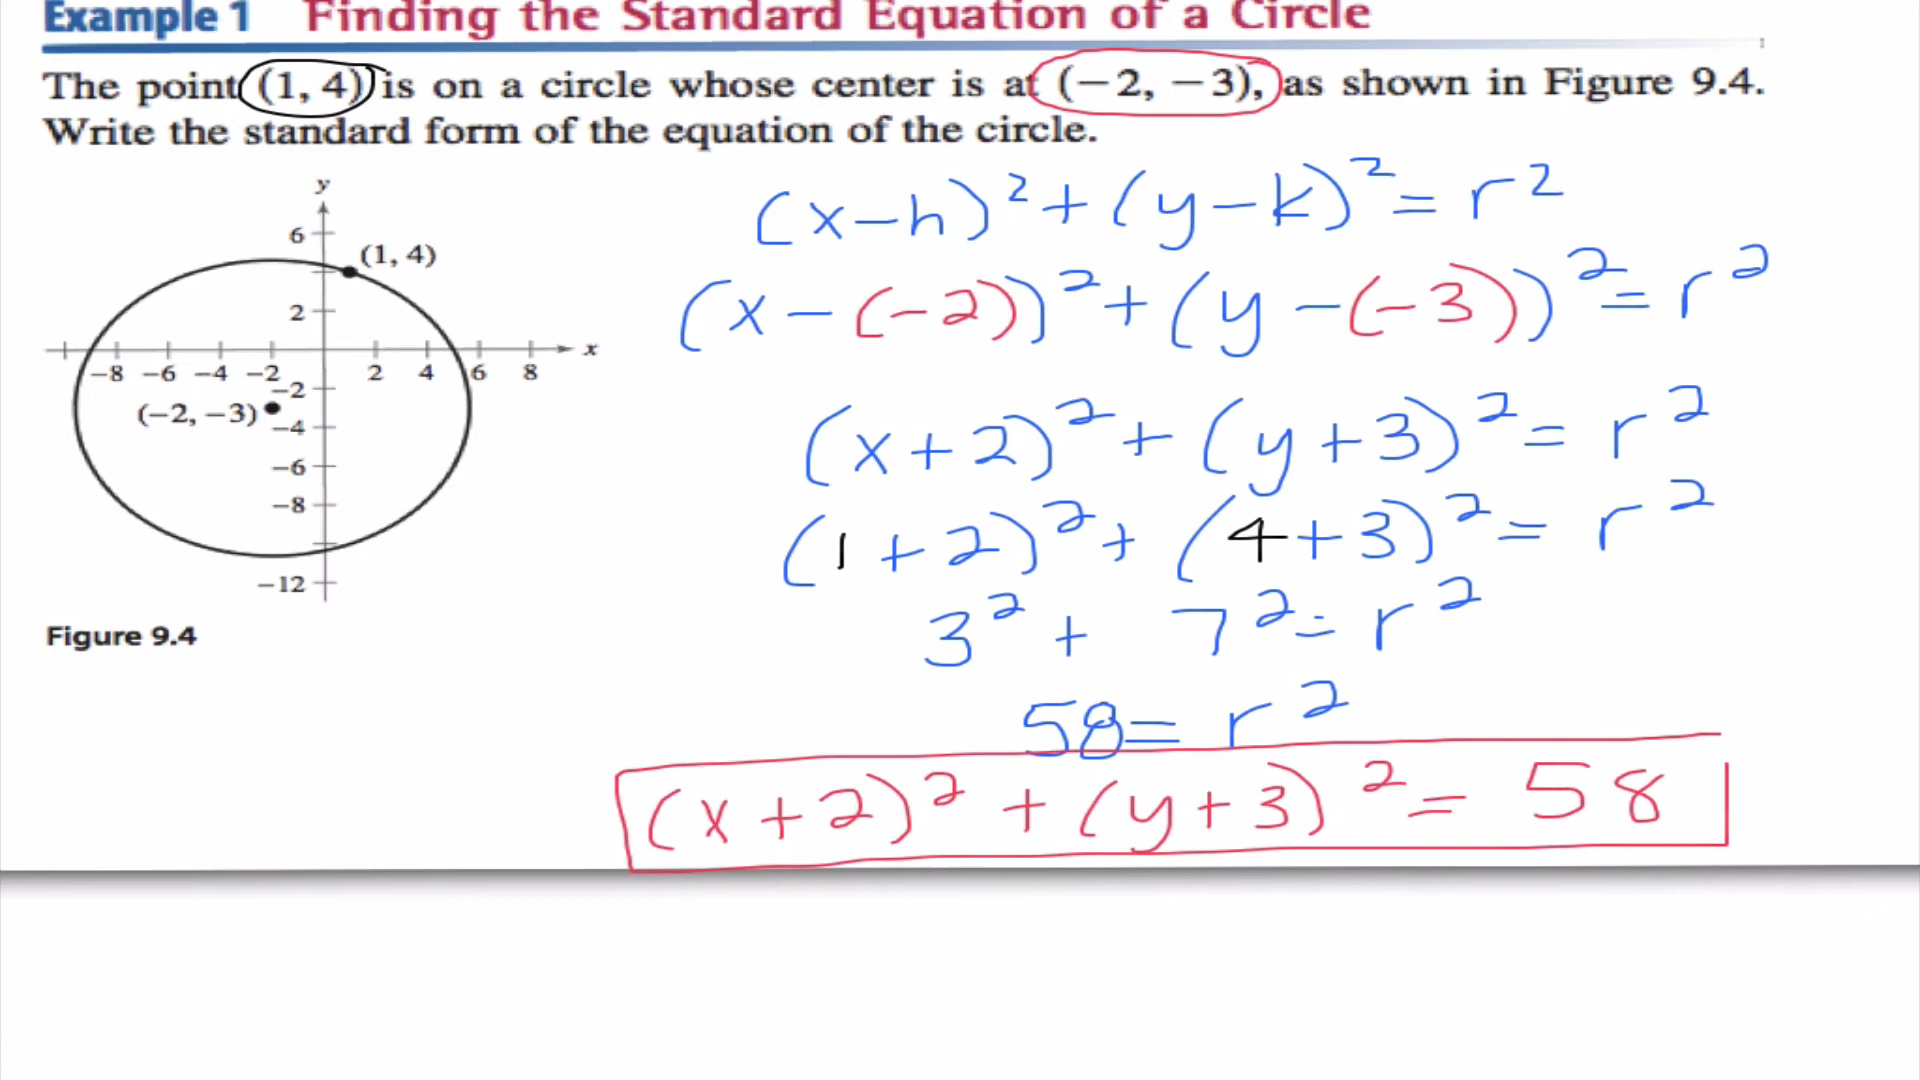 Example 1 Finding the Standard Equation of a Circle
The point (1, 4) is on a circle whose center is at (−2, −3), as shown in Figure 9.4.
Write the standard form of the equation of the circle.
y
6
(1, 4)
2
x
−8 −6 −4 −2 2 4 6 8
−2
(−2, −3)
−4
−6
−8
−12
Figure 9.4
(x−h)²+(y−k)²=r²
(x−(−2))²+(y−(−3))²=r²
(x+2)²+(y+3)²=r²
(1+2)²+(4+3)²=r²
3²+ 7²=r²
58=r²
(x+2)²+(y+3)²=58